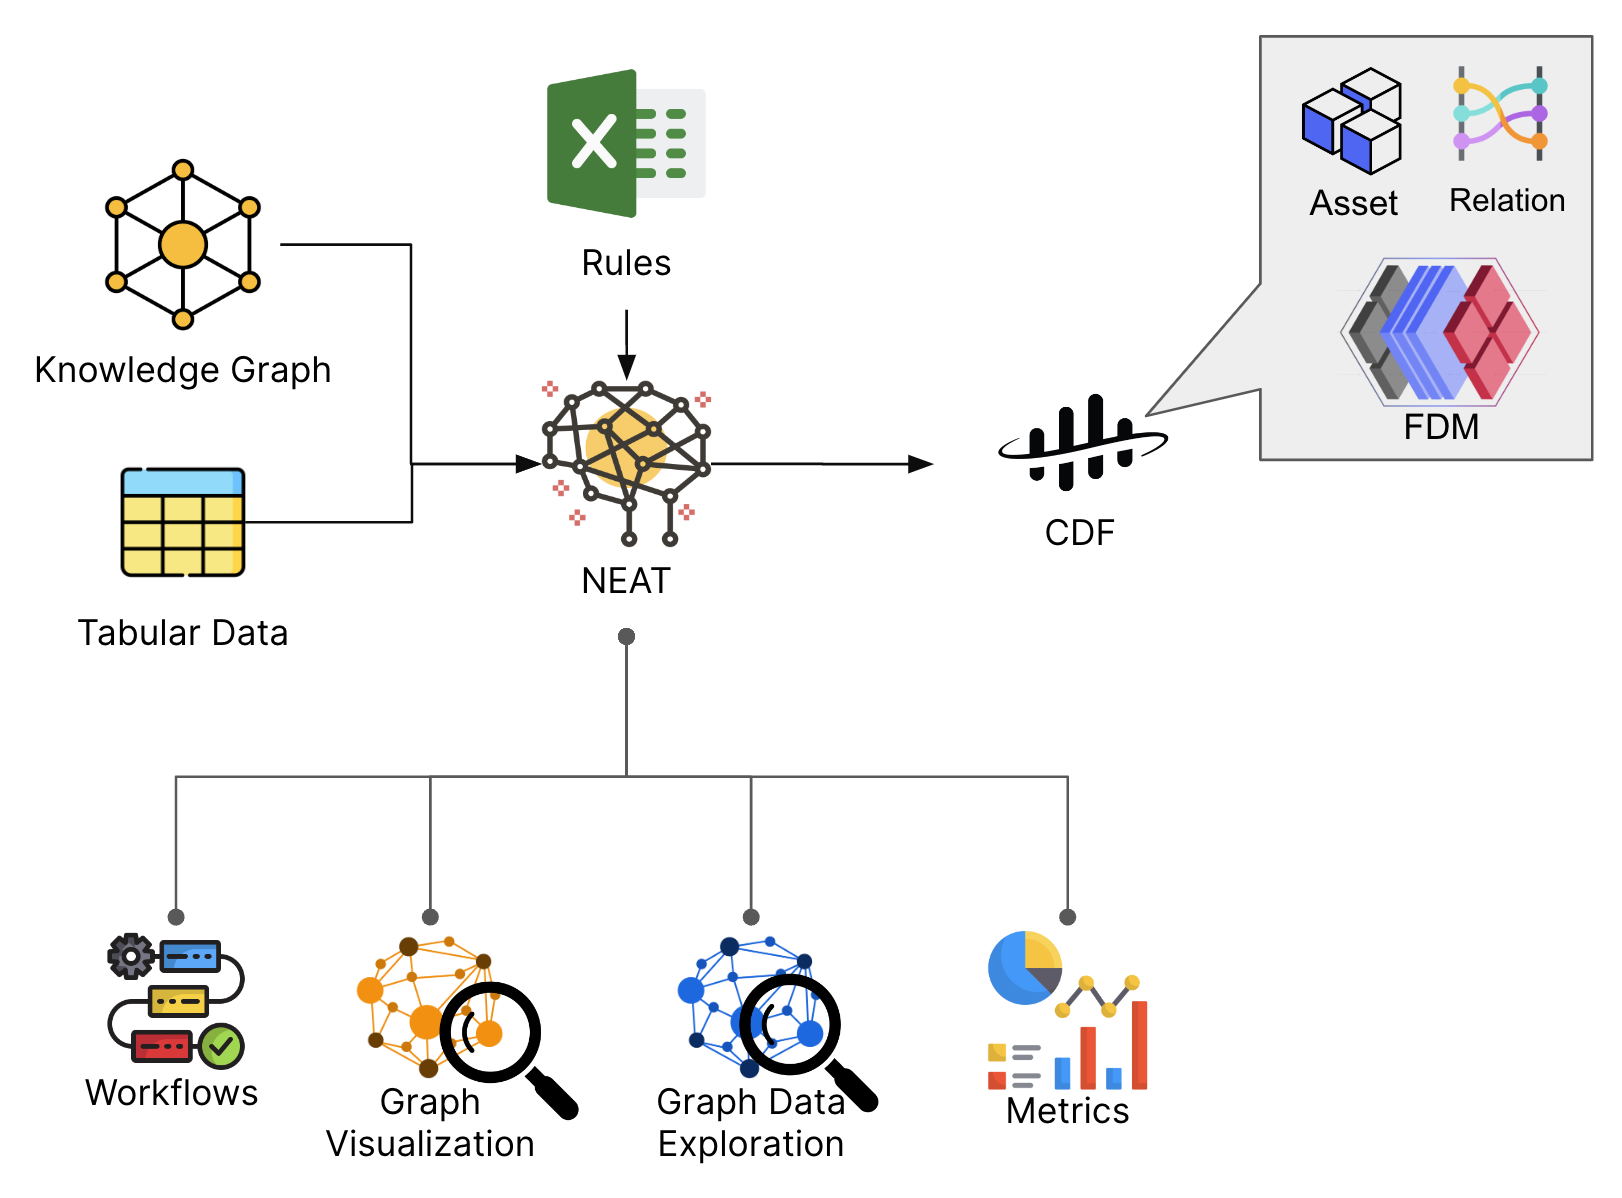 Rules
Asset
Relation
Knowledge Graph
FDM
CDF
NEAT
Tabular Data
Workflows
Graph
Visualization
Graph Data
Exploration
Metrics